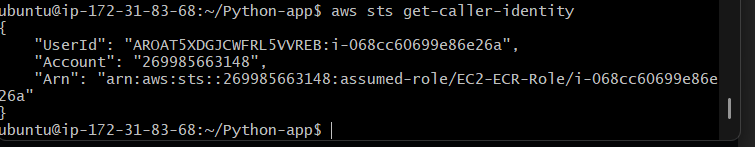 ubuntu@ip-172-31-83-68:~/Python-app$ aws sts get-caller-identity
{
    "UserId": "AROAT5XDGJCWFRL5VVREB:i-068cc60699e86e26a",
    "Account": "269985663148",
    "Arn": "arn:aws:sts::269985663148:assumed-role/EC2-ECR-Role/i-068cc60699e86e
26a"
}
ubuntu@ip-172-31-83-68:~/Python-app$